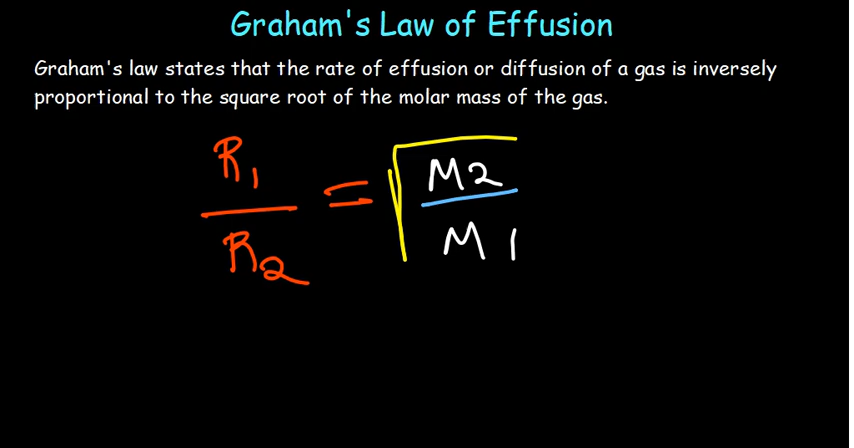 Graham's Law of Effusion
Graham's law states that the rate of effusion or diffusion of a gas is inversely
proportional to the square root of the molar mass of the gas.
R1/R2 = √(M2/M1)